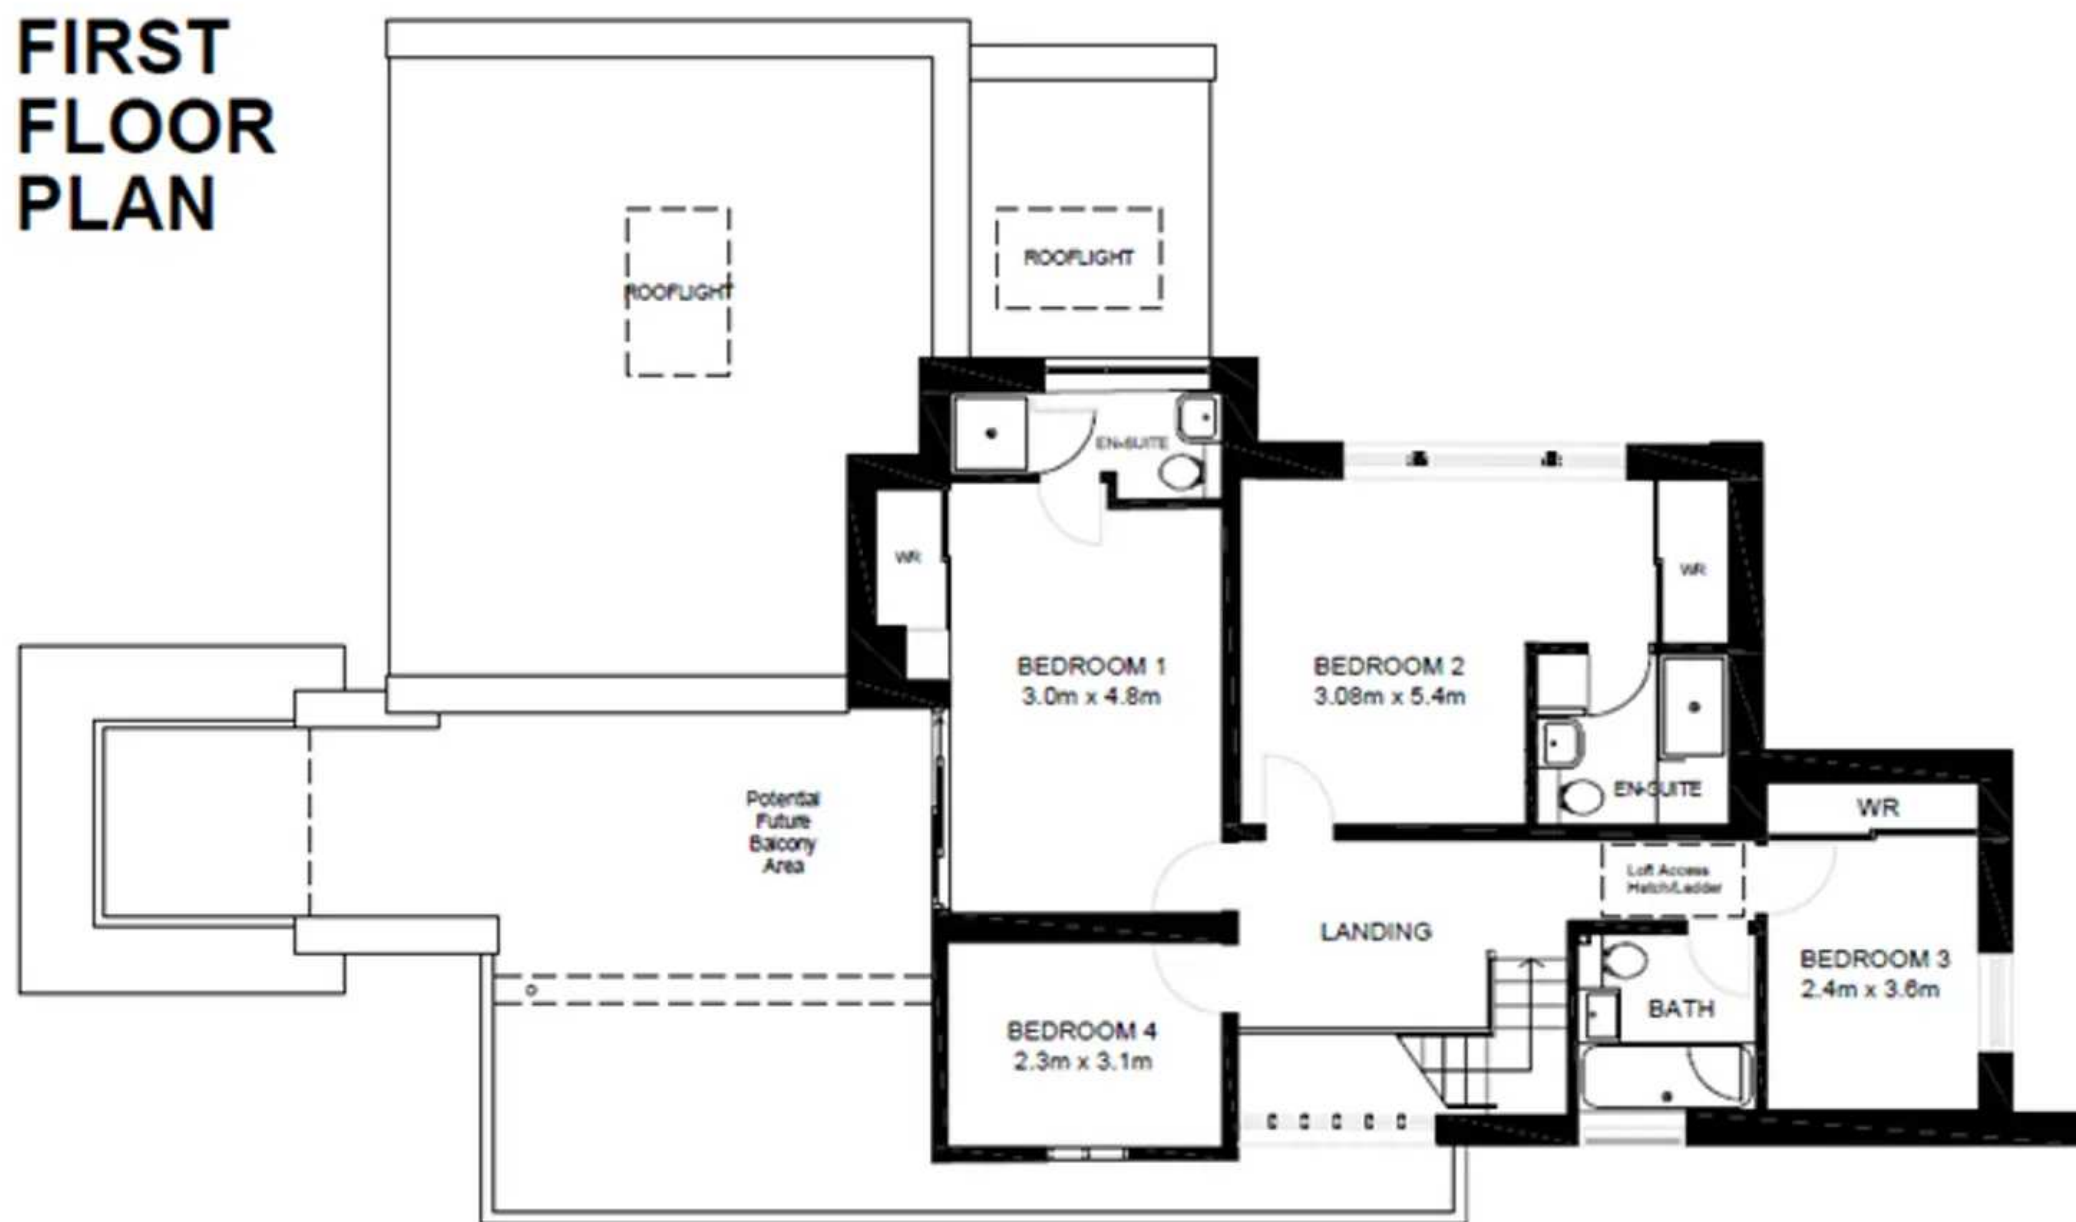 FIRST
FLOOR
PLAN
ROOFLIGHT
ROOFLIGHT
EN-SUITE
WR
WR
BEDROOM 1
3.0m x 4.8m
BEDROOM 2
3.08m x 5.4m
EN-SUITE
WR
Potential
Future
Balcony
Area
Loft Access
Hatch/Ladder
LANDING
BEDROOM 3
2.4m x 3.6m
BATH
BEDROOM 4
2.3m x 3.1m